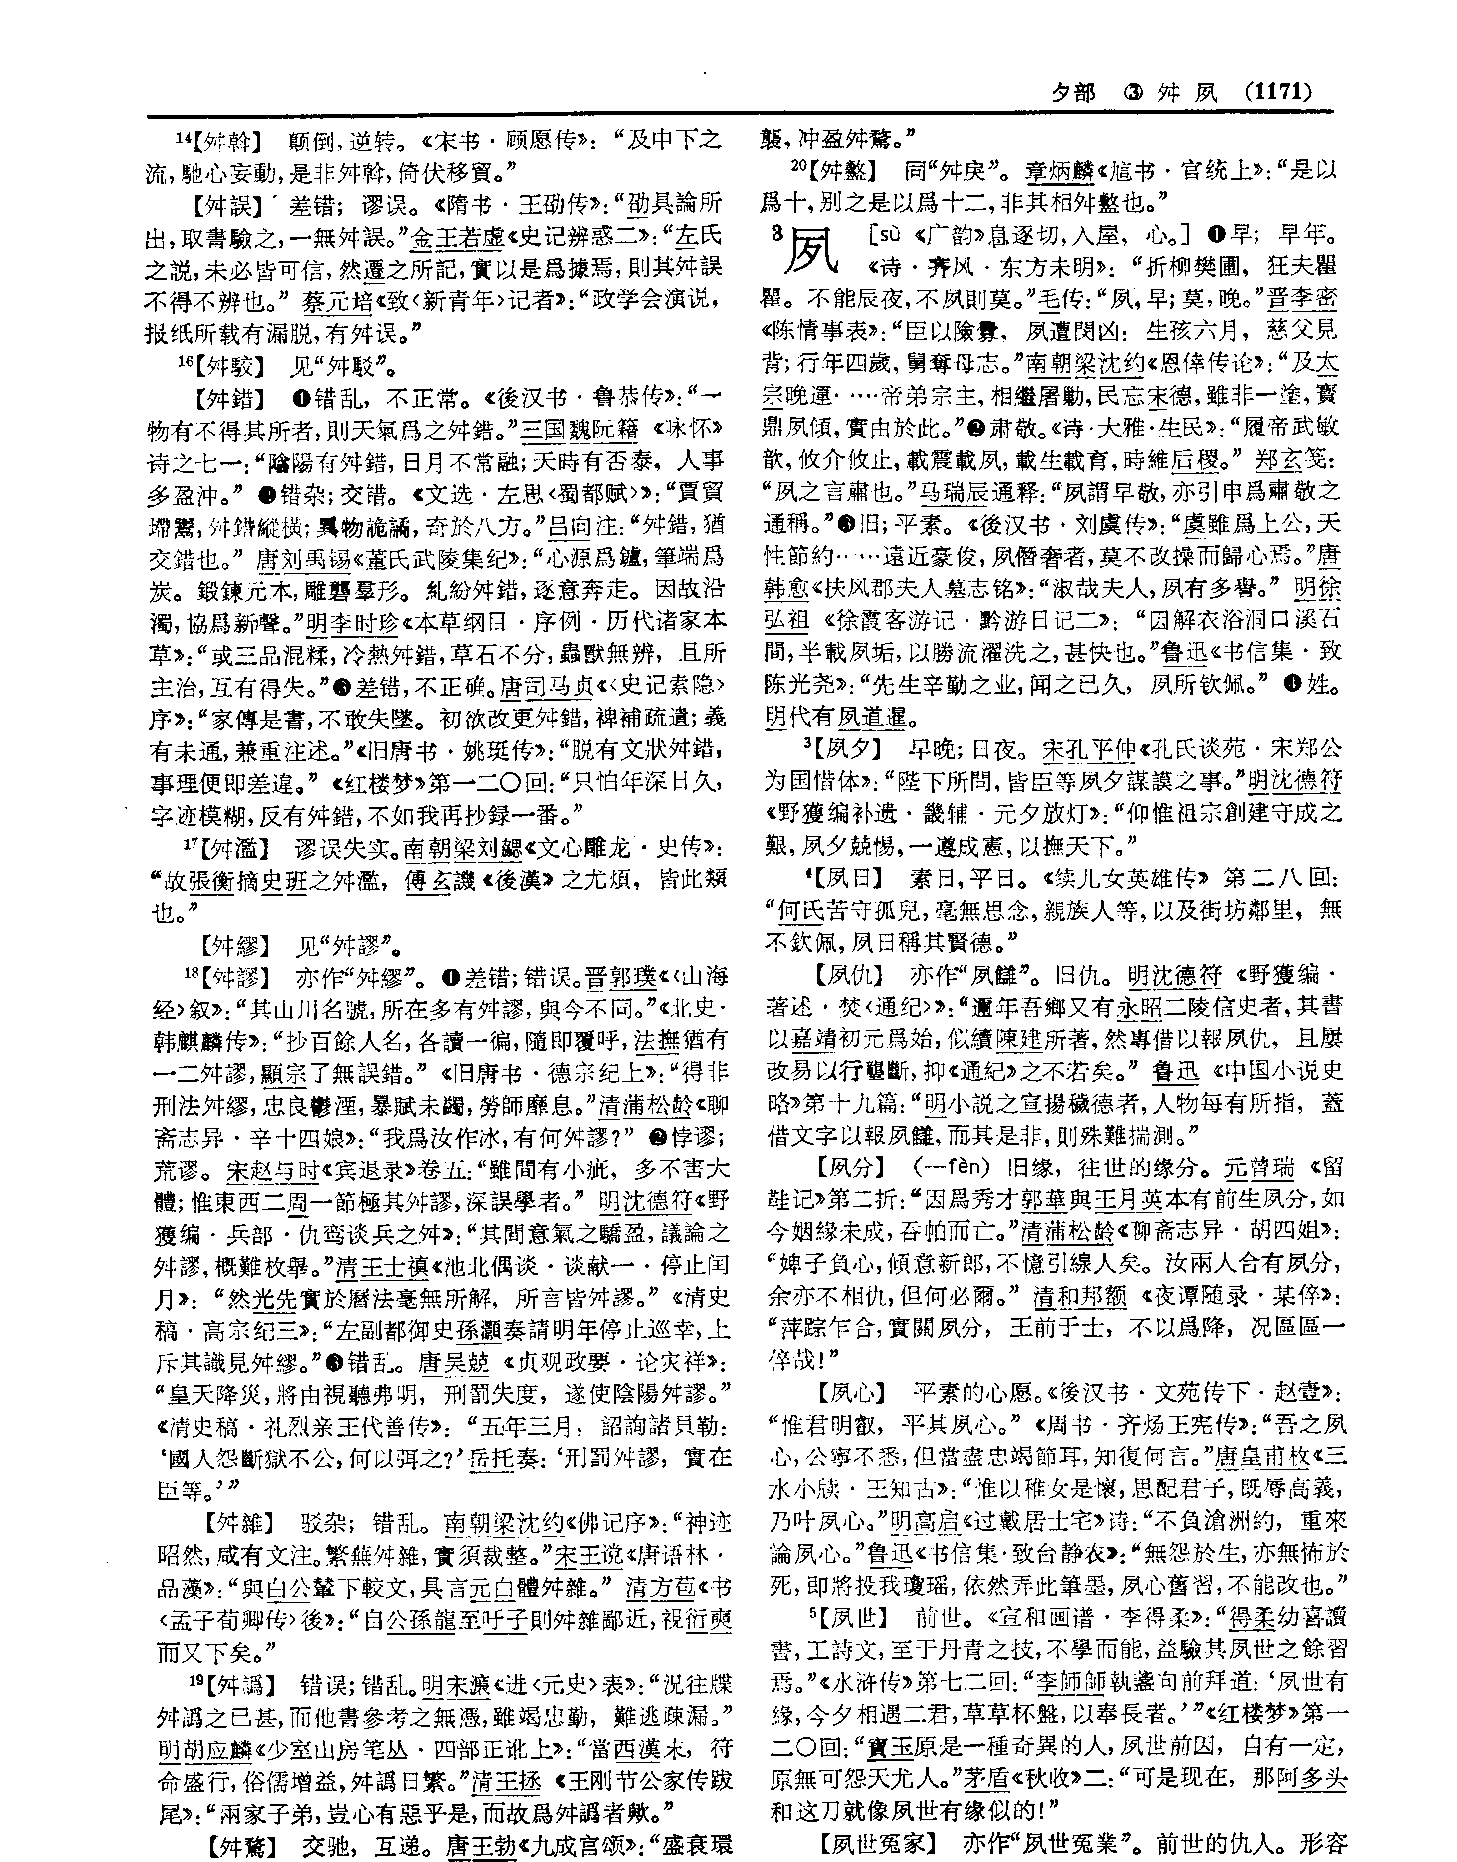 夕部 ③ 舛 夙 (1171)
14【舛斡】 颠倒,逆转。《宋书·顾愿传》:“及中下之
流,馳心妄動,是非舛斡,倚伏移貿。”
【舛誤】 差错;谬误。《隋书·王劭传》:“劭具論所
出,取書驗之,一無舛誤。”金王若虚《史记辨惑二》:“左氏
之説,未必皆可信,然遷之所記,實以是爲據焉,則其舛誤
不得不辨也。”蔡元培《致〈新青年〉记者》:“政学会演说,
报纸所载有漏脱,有舛误。”
16【舛駮】 见“舛駁”。
【舛錯】 ❶错乱,不正常。《後汉书·鲁恭传》:“一
物有不得其所者,則天氣爲之舛錯。”三国魏阮籍《咏怀》
诗之七一:“陰陽有舛錯,日月不常融;天時有否泰,人事
多盈沖。” ❷错杂;交错。《文选·左思〈蜀都赋〉》:“賈貿
墆鬻,舛錯縱横;異物詭譎,奇於八方。”吕向注:“舛錯,猶
交錯也。” 唐刘禹锡《董氏武陵集纪》:“心源爲鑪,筆端爲
炭。鍛鍊元本,雕礱羣形。糺紛舛錯,逐意奔走。因故沿
濁,協爲新聲。”明李时珍《本草纲目·序例·历代诸家本
草》:“或三品混糅,冷熱舛錯,草石不分,蟲獸無辨,且所
主治,互有得失。”❸差错,不正确。唐司马贞《〈史记索隐〉
序》:“家傳是書,不敢失墜。初欲改更舛錯,裨補疏遺;義
有未通,兼重注述。”《旧唐书·姚珽传》:“脱有文狀舛錯,
事理便即差違。”《红楼梦》第一二〇回:“只怕年深日久,
字迹模糊,反有舛錯,不如我再抄録一番。”
17【舛濫】 谬误失实。南朝梁刘勰《文心雕龙·史传》:
“故張衡摘史班之舛濫,傅玄譏《後漢》之尤煩,皆此類
也。”
【舛繆】 见“舛謬”。
18【舛謬】 亦作“舛繆”。❶差错;错误。晋郭璞《〈山海
经〉叙》:“其山川名號,所在多有舛謬,與今不同。”《北史·
韩麒麟传》:“抄百餘人名,各讀一徧,隨即覆呼,法撫猶有
一二舛謬,顯宗了無誤錯。”《旧唐书·德宗纪上》:“得非
刑法舛繆,忠良鬱湮,暴賦未蠲,勞師靡息。”清蒲松龄《聊
斋志异·辛十四娘》:“我爲汝作冰,有何舛謬?” ❷悖谬;
荒谬。宋赵与时《宾退录》卷五:“雖間有小疵,多不害大
體;惟東西二周一節極其舛謬,深誤學者。” 明沈德符《野
獲编·兵部·仇鸾谈兵之舛》:“其間意氣之驕盈,議論之
舛謬,概難枚舉。”清王士禛《池北偶谈·谈献一·停止闰
月》:“然光先實於曆法毫無所解,所言皆舛謬。”《清史
稿·高宗纪三》:“左副都御史孫灝奏請明年停止巡幸,上
斥其識見舛繆。”❸错乱。唐吴兢《贞观政要·论灾祥》:
“皇天降災,將由視聽弗明,刑罰失度,遂使陰陽舛謬。”
《清史稿·礼烈亲王代善传》:“五年三月,詔詢諸貝勒:
‘國人怨斷獄不公,何以弭之?’岳托奏:‘刑罰舛謬,實在
臣等。’”
【舛雜】 驳杂;错乱。南朝梁沈约《佛记序》:“神迹
昭然,咸有文注。繁蕪舛雜,實須裁整。”宋王谠《唐语林·
品藻》:“與白公輦下較文,具言元白體舛雜。” 清方苞《书
〈孟子荀卿传〉後》:“自公孫龍至吁子則舛雜鄙近,視衍奭
而又下矣。”
19【舛譌】 错误;错乱。明宋濂《进〈元史〉表》:“況往牒
舛譌之已甚,而他書參考之無憑,雖竭忠勤,難逃疎漏。”
明胡应麟《少室山房笔丛·四部正讹上》:“當西漢末,符
命盛行,俗儒增益,舛譌日繁。”清王拯《王刚节公家传跋
尾》:“兩家子弟,豈心有惡乎是,而故爲舛譌者歟。”
【舛騖】 交驰,互递。唐王勃《九成宫颂》:“盛衰環
襲,冲盈舛騖。”
20【舛盭】 同“舛戾”。章炳麟《訄书·官统上》:“是以
爲十,别之是以爲十二,非其相舛盭也。”
3夙 [sù 《广韵》息逐切,入屋,心。] ❶早;早年。
《诗·齐风·东方未明》:“折柳樊圃,狂夫瞿
瞿。不能辰夜,不夙則莫。”毛传:“夙,早;莫,晚。”晋李密
《陈情事表》:“臣以險釁,夙遭閔凶:生孩六月,慈父見
背;行年四歲,舅奪母志。”南朝梁沈约《恩倖传论》:“及太
宗晚運……帝弟宗主,相繼屠勦,民忘宋德,雖非一塗,寶
鼎夙傾,實由於此。”❷肃敬。《诗·大雅·生民》:“履帝武敏
歆,攸介攸止,載震載夙,載生載育,時維后稷。” 郑玄笺:
“夙之言肅也。”马瑞辰通释:“夙謂早敬,亦引申爲肅敬之
通稱。”❸旧;平素。《後汉书·刘虞传》:“虞雖爲上公,天
性節約……遠近豪俊,夙僭奢者,莫不改操而歸心焉。”唐
韩愈《扶风郡夫人墓志铭》:“淑哉夫人,夙有多譽。” 明徐
弘祖《徐霞客游记·黔游日记二》:“因解衣浴洞口溪石
間,半載夙垢,以勝流濯洗之,甚快也。”鲁迅《书信集·致
陈光尧》:“先生辛勤之业,闻之已久,夙所钦佩。” ❹姓。
明代有夙道暹。
3【夙夕】 早晚;日夜。宋孔平仲《孔氏谈苑·宋郑公
为国惜体》:“陛下所問,皆臣等夙夕謀謨之事。”明沈德符
《野獲编补遗·畿辅·元夕放灯》:“仰惟祖宗創建守成之
艱,夙夕兢惕,一遵成憲,以撫天下。”
4【夙日】 素日,平日。《续儿女英雄传》第二八回:
“何氏苦守孤兒,毫無思念,親族人等,以及街坊鄰里,無
不欽佩,夙日稱其賢德。”
【夙仇】 亦作“夙讎”。旧仇。明沈德符《野獲编·
著述·焚〈通纪〉》:“邇年吾鄉又有永昭二陵信史者,其書
以嘉靖初元爲始,似續陳建所著,然專借以報夙仇,且屢
改易以行壟斷,抑《通紀》之不若矣。” 鲁迅《中国小说史
略》第十九篇:“明小説之宣揚穢德者,人物每有所指,蓋
借文字以報夙讎,而其是非,則殊難揣測。”
【夙分】 (—fèn) 旧缘,往世的缘分。元曾瑞《留
鞋记》第二折:“因爲秀才郭華與王月英本有前生夙分,如
今姻緣未成,吞帕而亡。”清蒲松龄《聊斋志异·胡四姐》:
“婢子負心,傾意新郎,不憶引線人矣。汝兩人合有夙分,
余亦不相仇,但何必爾。” 清和邦额《夜谭随录·某倅》:
“萍踪乍合,實關夙分,王前于士,不以爲降,况區區一
倅哉!”
【夙心】 平素的心愿。《後汉书·文苑传下·赵壹》:
“惟君明叡,平其夙心。”《周书·齐炀王宪传》:“吾之夙
心,公寧不悉,但當盡忠竭節耳,知復何言。”唐皇甫枚《三
水小牍·王知古》:“惟以稚女是懷,思配君子,既辱高義,
乃叶夙心。”明高启《过戴居士宅》诗:“不負滄洲約,重來
論夙心。”鲁迅《书信集·致台静农》:“無怨於生,亦無怖於
死,即將投我瓊瑶,依然弄此筆墨,夙心舊習,不能改也。”
5【夙世】 前世。《宣和画谱·李得柔》:“得柔幼喜讀
書,工詩文,至于丹青之技,不學而能,益驗其夙世之餘習
焉。”《水浒传》第七二回:“李師師執盞向前拜道:‘夙世有
緣,今夕相遇二君,草草杯盤,以奉長者。’”《红楼梦》第一
二〇回:“寶玉原是一種奇異的人,夙世前因,自有一定,
原無可怨天尤人。”茅盾《秋收》二:“可是现在,那阿多头
和这刀就像夙世有缘似的!”
【夙世冤家】 亦作“夙世冤業”。前世的仇人。形容